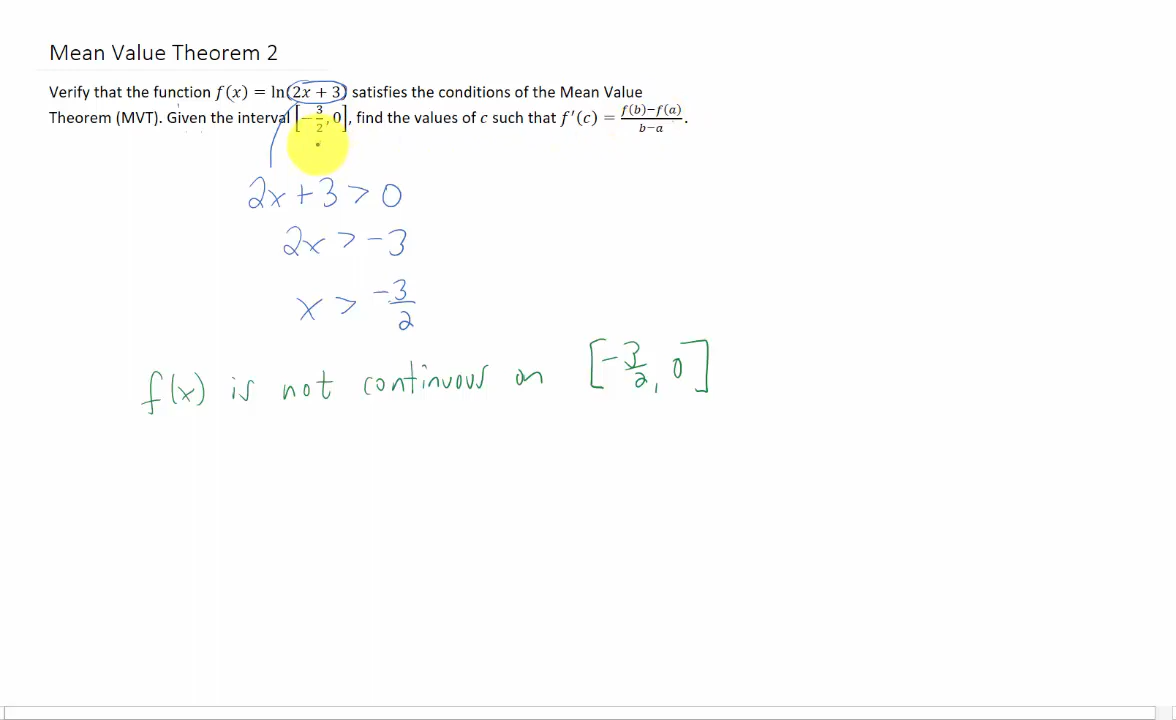 Mean Value Theorem 2
Verify that the function f(x) = ln(2x + 3) satisfies the conditions of the Mean Value
Theorem (MVT). Given the interval [−3/2, 0], find the values of c such that f′(c) = f(b)−f(a)/b−a.
2x + 3 > 0
2x > -3
x > -3/2
f(x) is not continuous on [-3/2, 0]